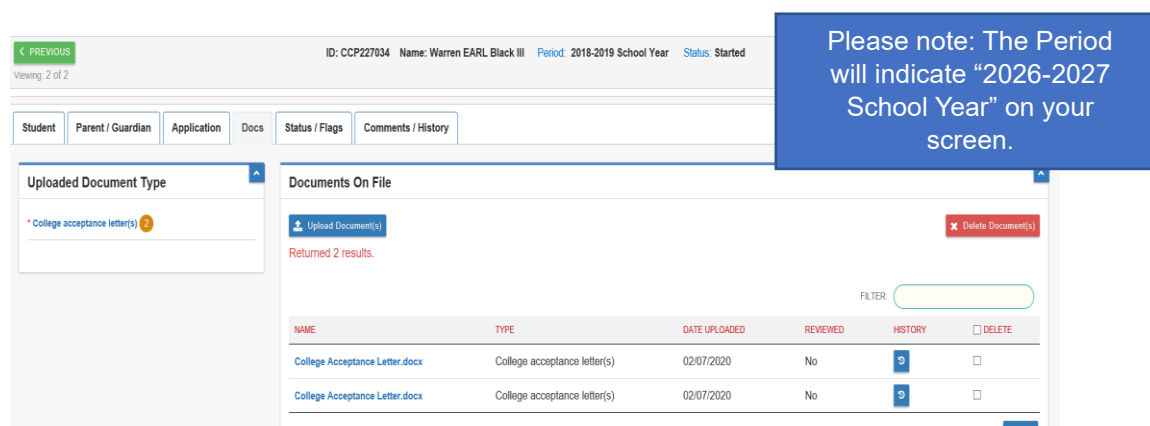 PREVIOUS
Viewing: 2 of 2
ID: CCP227034 Name: Warren EARL Black III Period: 2018-2019 School Year Status: Started
Please note: The Period
will indicate “2026-2027
School Year” on your
screen.
Student Parent / Guardian Application Docs Status / Flags Comments / History
Uploaded Document Type
* College acceptance letter(s) 2
Documents On File
Upload Document(s)
Delete Document(s)
Returned 2 results.
FILTER:
NAME TYPE DATE UPLOADED REVIEWED HISTORY DELETE
College Acceptance Letter.docx College acceptance letter(s) 02/07/2020 No
College Acceptance Letter.docx College acceptance letter(s) 02/07/2020 No